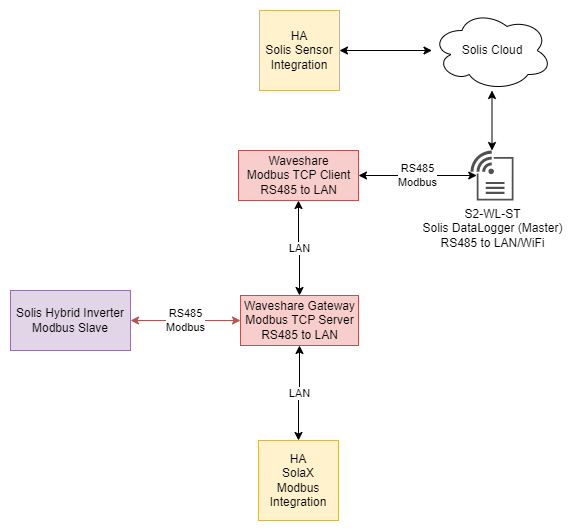 HA
Solis Sensor
Integration
Solis Cloud
Waveshare
Modbus TCP Client
RS485 to LAN
RS485
Modbus
S2-WL-ST
Solis DataLogger (Master)
RS485 to LAN/WiFi
LAN
Solis Hybrid Inverter
Modbus Slave
RS485
Modbus
Waveshare Gateway
Modbus TCP Server
RS485 to LAN
LAN
HA
SolaX
Modbus
Integration